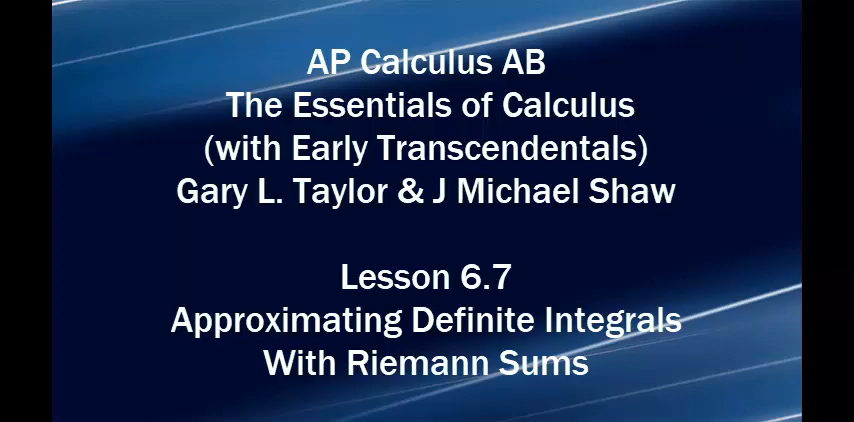 AP Calculus AB
The Essentials of Calculus
(with Early Transcendentals)
Gary L. Taylor & J Michael Shaw
Lesson 6.7
Approximating Definite Integrals
With Riemann Sums